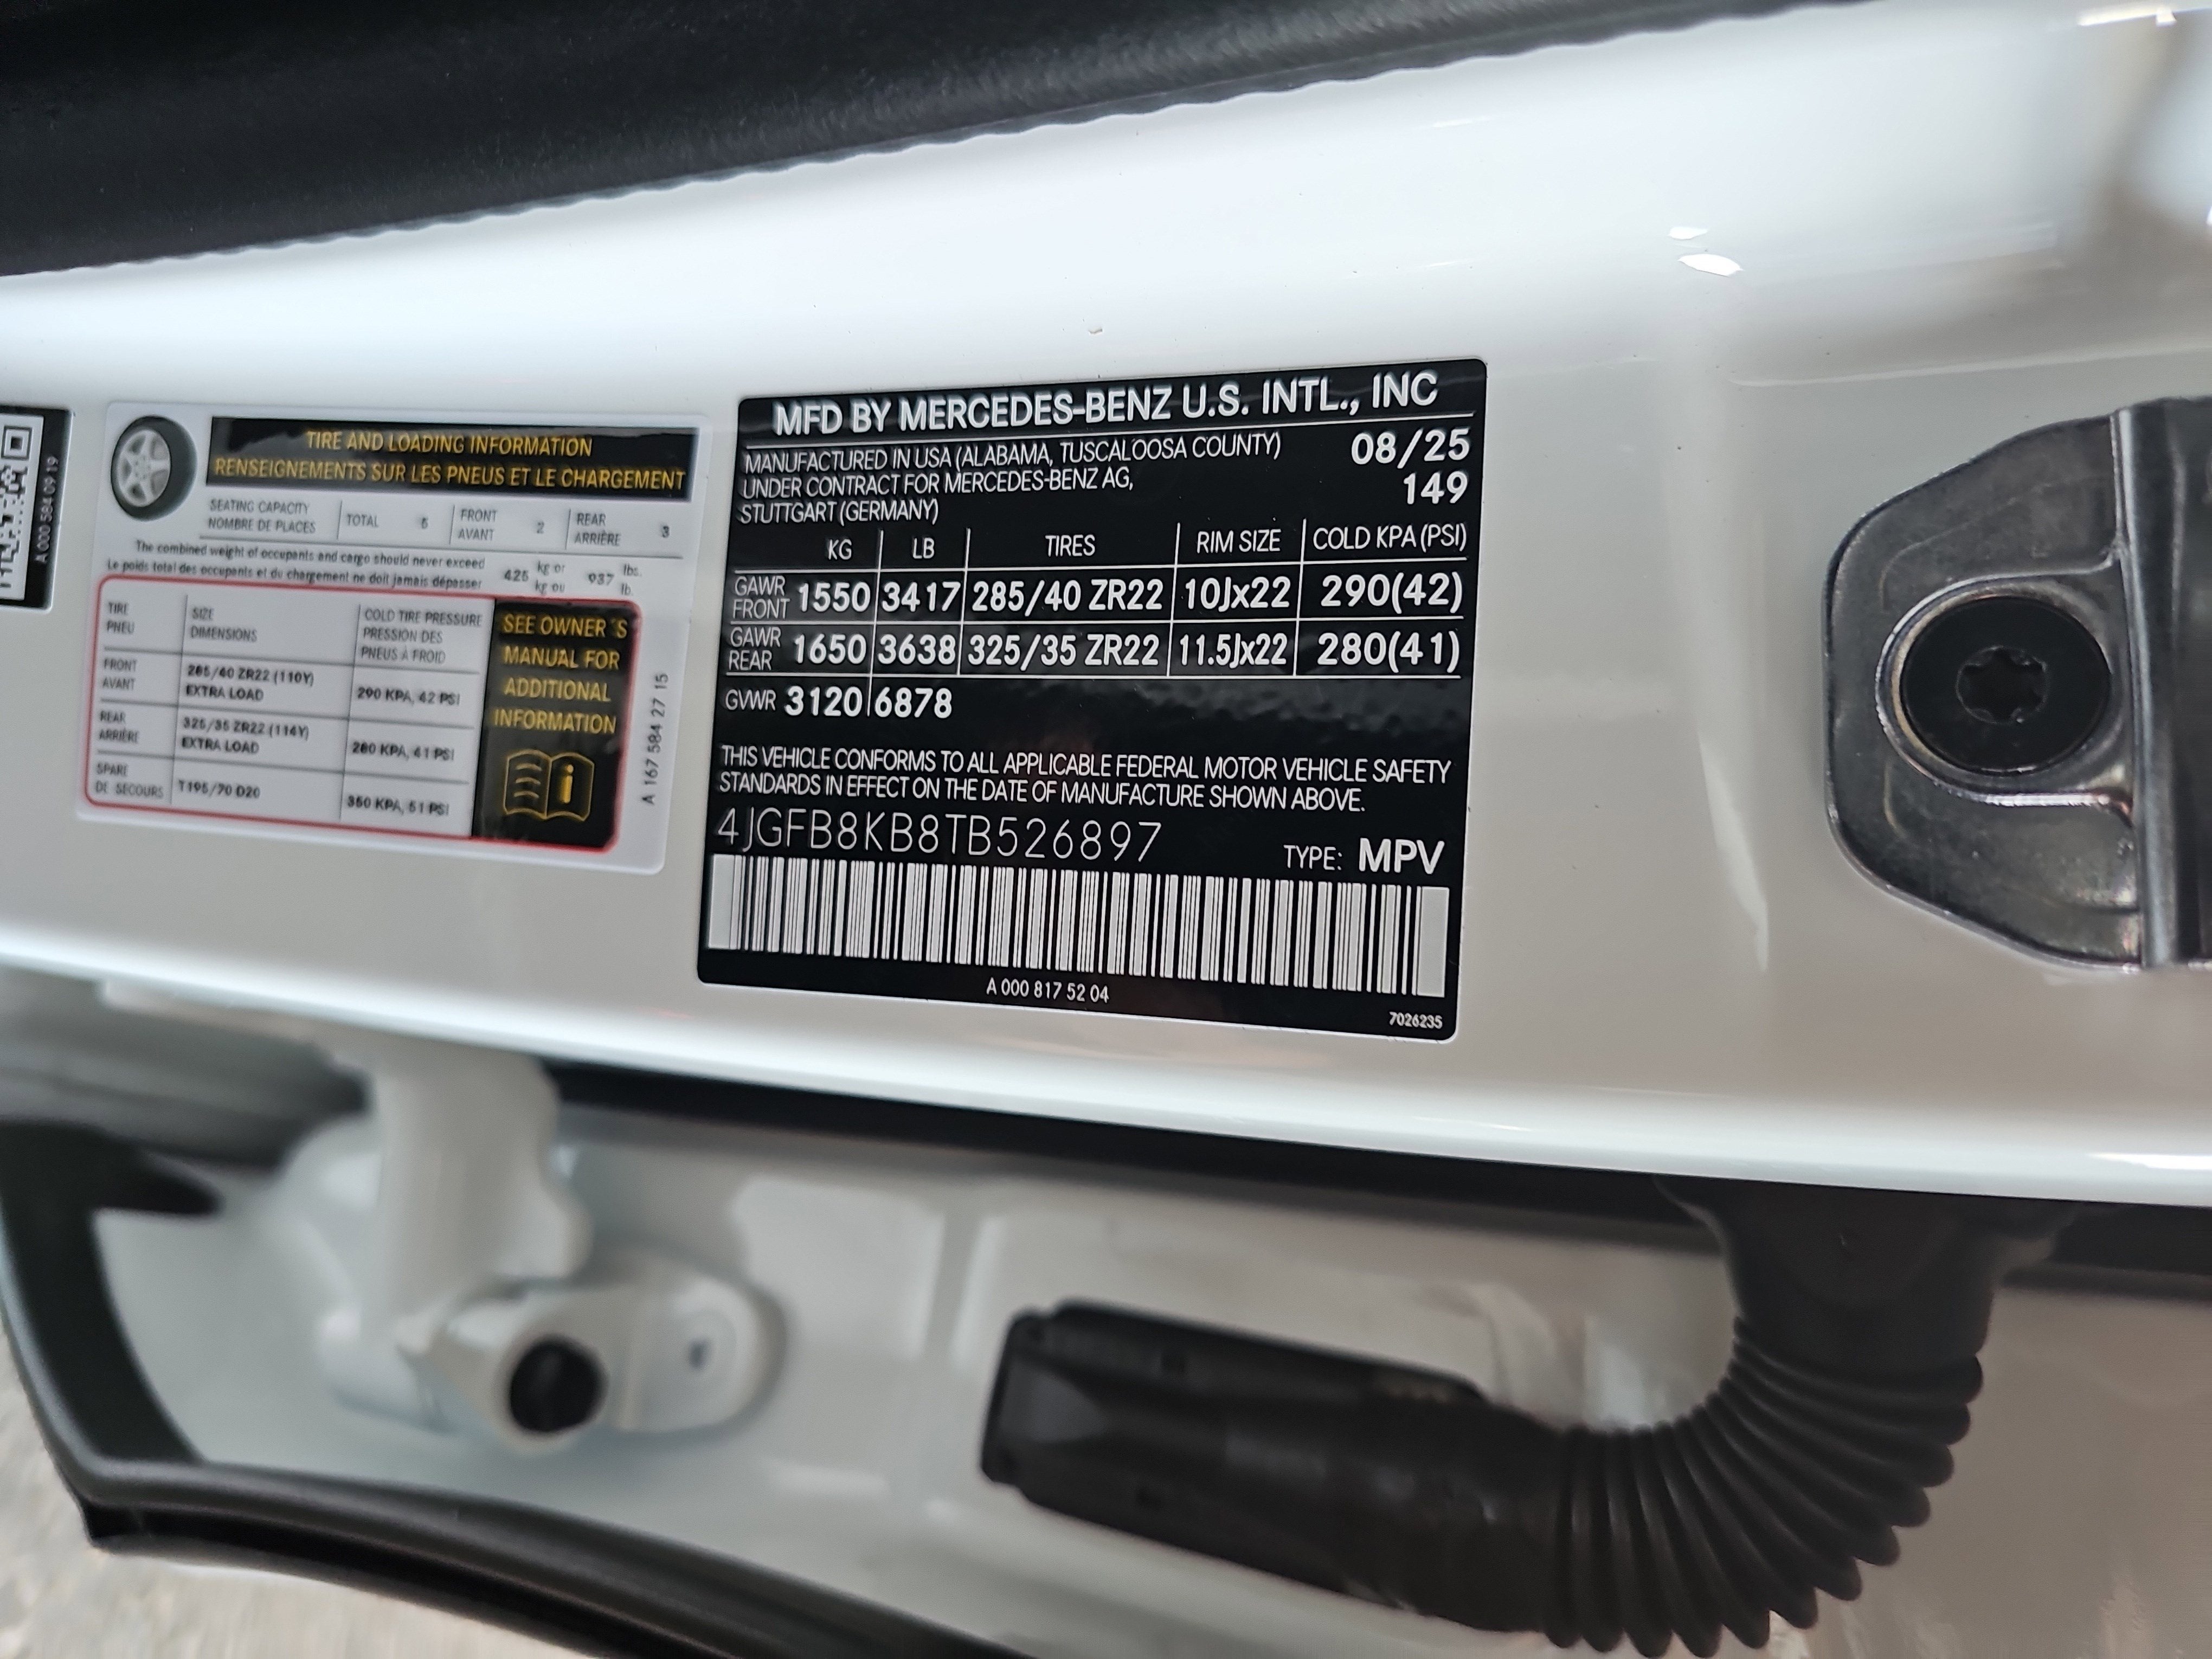 A 000 584 09 19
TIRE AND LOADING INFORMATION
RENSEIGNEMENTS SUR LES PNEUS ET LE CHARGEMENT
SEATING CAPACITY
NOMBRE DE PLACES
TOTAL 5
FRONT
AVANT 2
REAR
ARRIÈRE 3
The combined weight of occupants and cargo should never exceed 425 kg or 937 lbs.
Le poids total des occupants et du chargement ne doit jamais dépasser kg ou lb.
TIRE
PNEU
SIZE
DIMENSIONS
COLD TIRE PRESSURE
PRESSION DES
PNEUS À FROID
FRONT
AVANT
285/40 ZR22 (110Y)
EXTRA LOAD
290 KPA, 42 PSI
REAR
ARRIÈRE
325/35 ZR22 (114Y)
EXTRA LOAD
280 KPA, 41 PSI
SPARE
DE SECOURS
T195/70 D20
350 KPA, 51 PSI
SEE OWNER´S
MANUAL FOR
ADDITIONAL
INFORMATION
A 167 584 27 15
MFD BY MERCEDES-BENZ U.S. INTL., INC
MANUFACTURED IN USA (ALABAMA, TUSCALOOSA COUNTY) 08/25
UNDER CONTRACT FOR MERCEDES-BENZ AG, 149
STUTTGART (GERMANY)
KG LB TIRES RIM SIZE COLD KPA (PSI)
GAWR
FRONT 1550 3417 285/40 ZR22 10Jx22 290(42)
GAWR
REAR 1650 3638 325/35 ZR22 11.5Jx22 280(41)
GVWR 3120 6878
THIS VEHICLE CONFORMS TO ALL APPLICABLE FEDERAL MOTOR VEHICLE SAFETY
STANDARDS IN EFFECT ON THE DATE OF MANUFACTURE SHOWN ABOVE.
4JGFB8KB8TB526897
TYPE: MPV
A 000 817 52 04
7026235